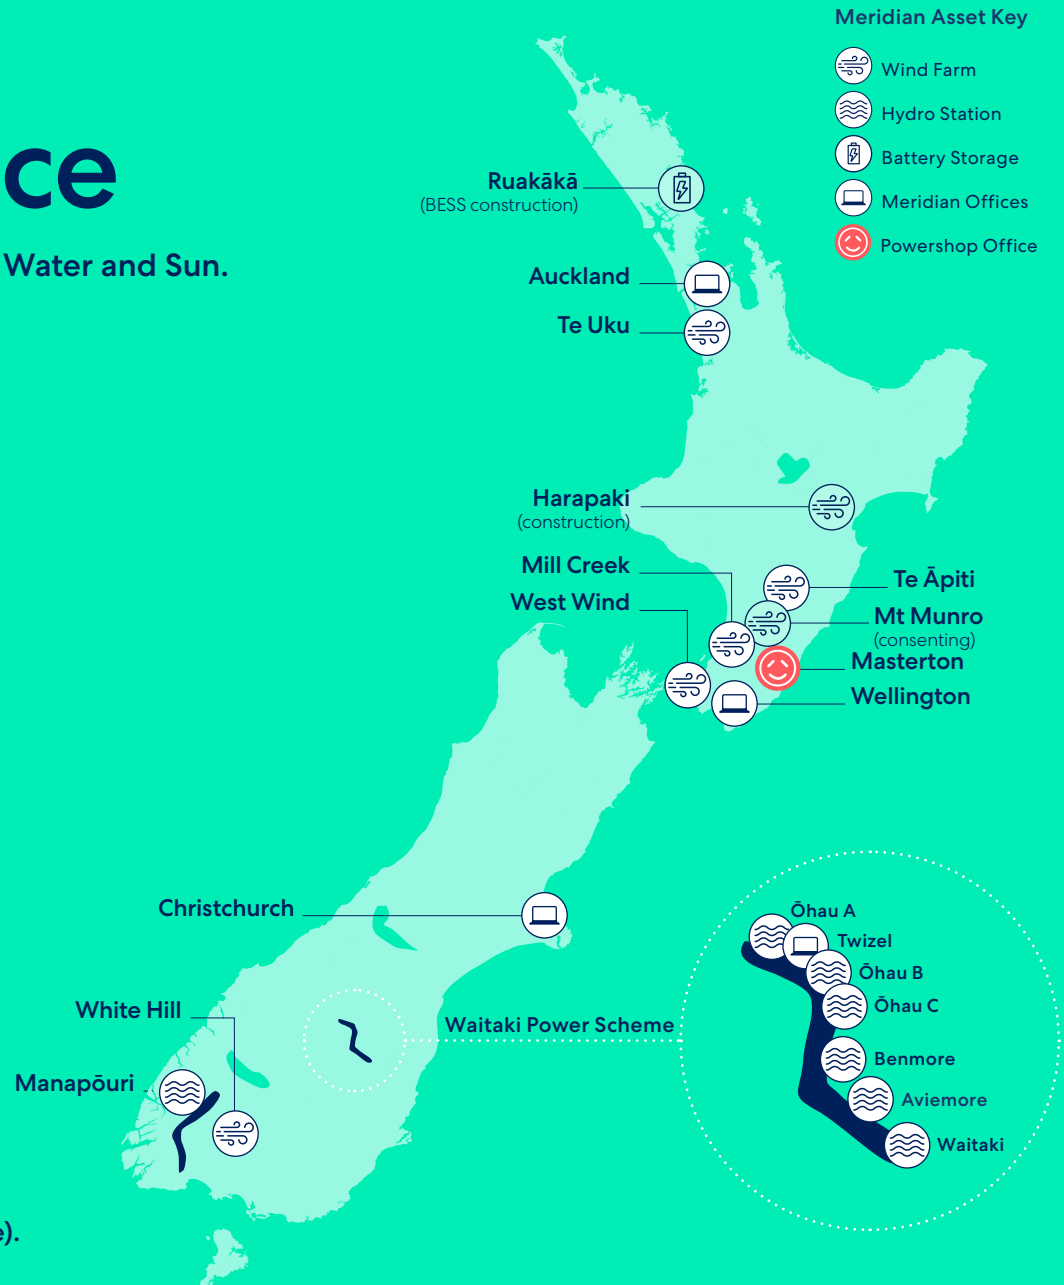 Meridian Asset Key
Wind Farm
Hydro Station
Battery Storage
Meridian Offices
Powershop Office
ce
Water and Sun.
Ruakākā
(BESS construction)
Auckland
Te Uku
Harapaki
(construction)
Mill Creek
West Wind
Te Āpiti
Mt Munro
(consenting)
Masterton
Wellington
Christchurch
White Hill
Manapōuri
Waitaki Power Scheme
Ōhau A
Twizel
Ōhau B
Ōhau C
Benmore
Aviemore
Waitaki
e).